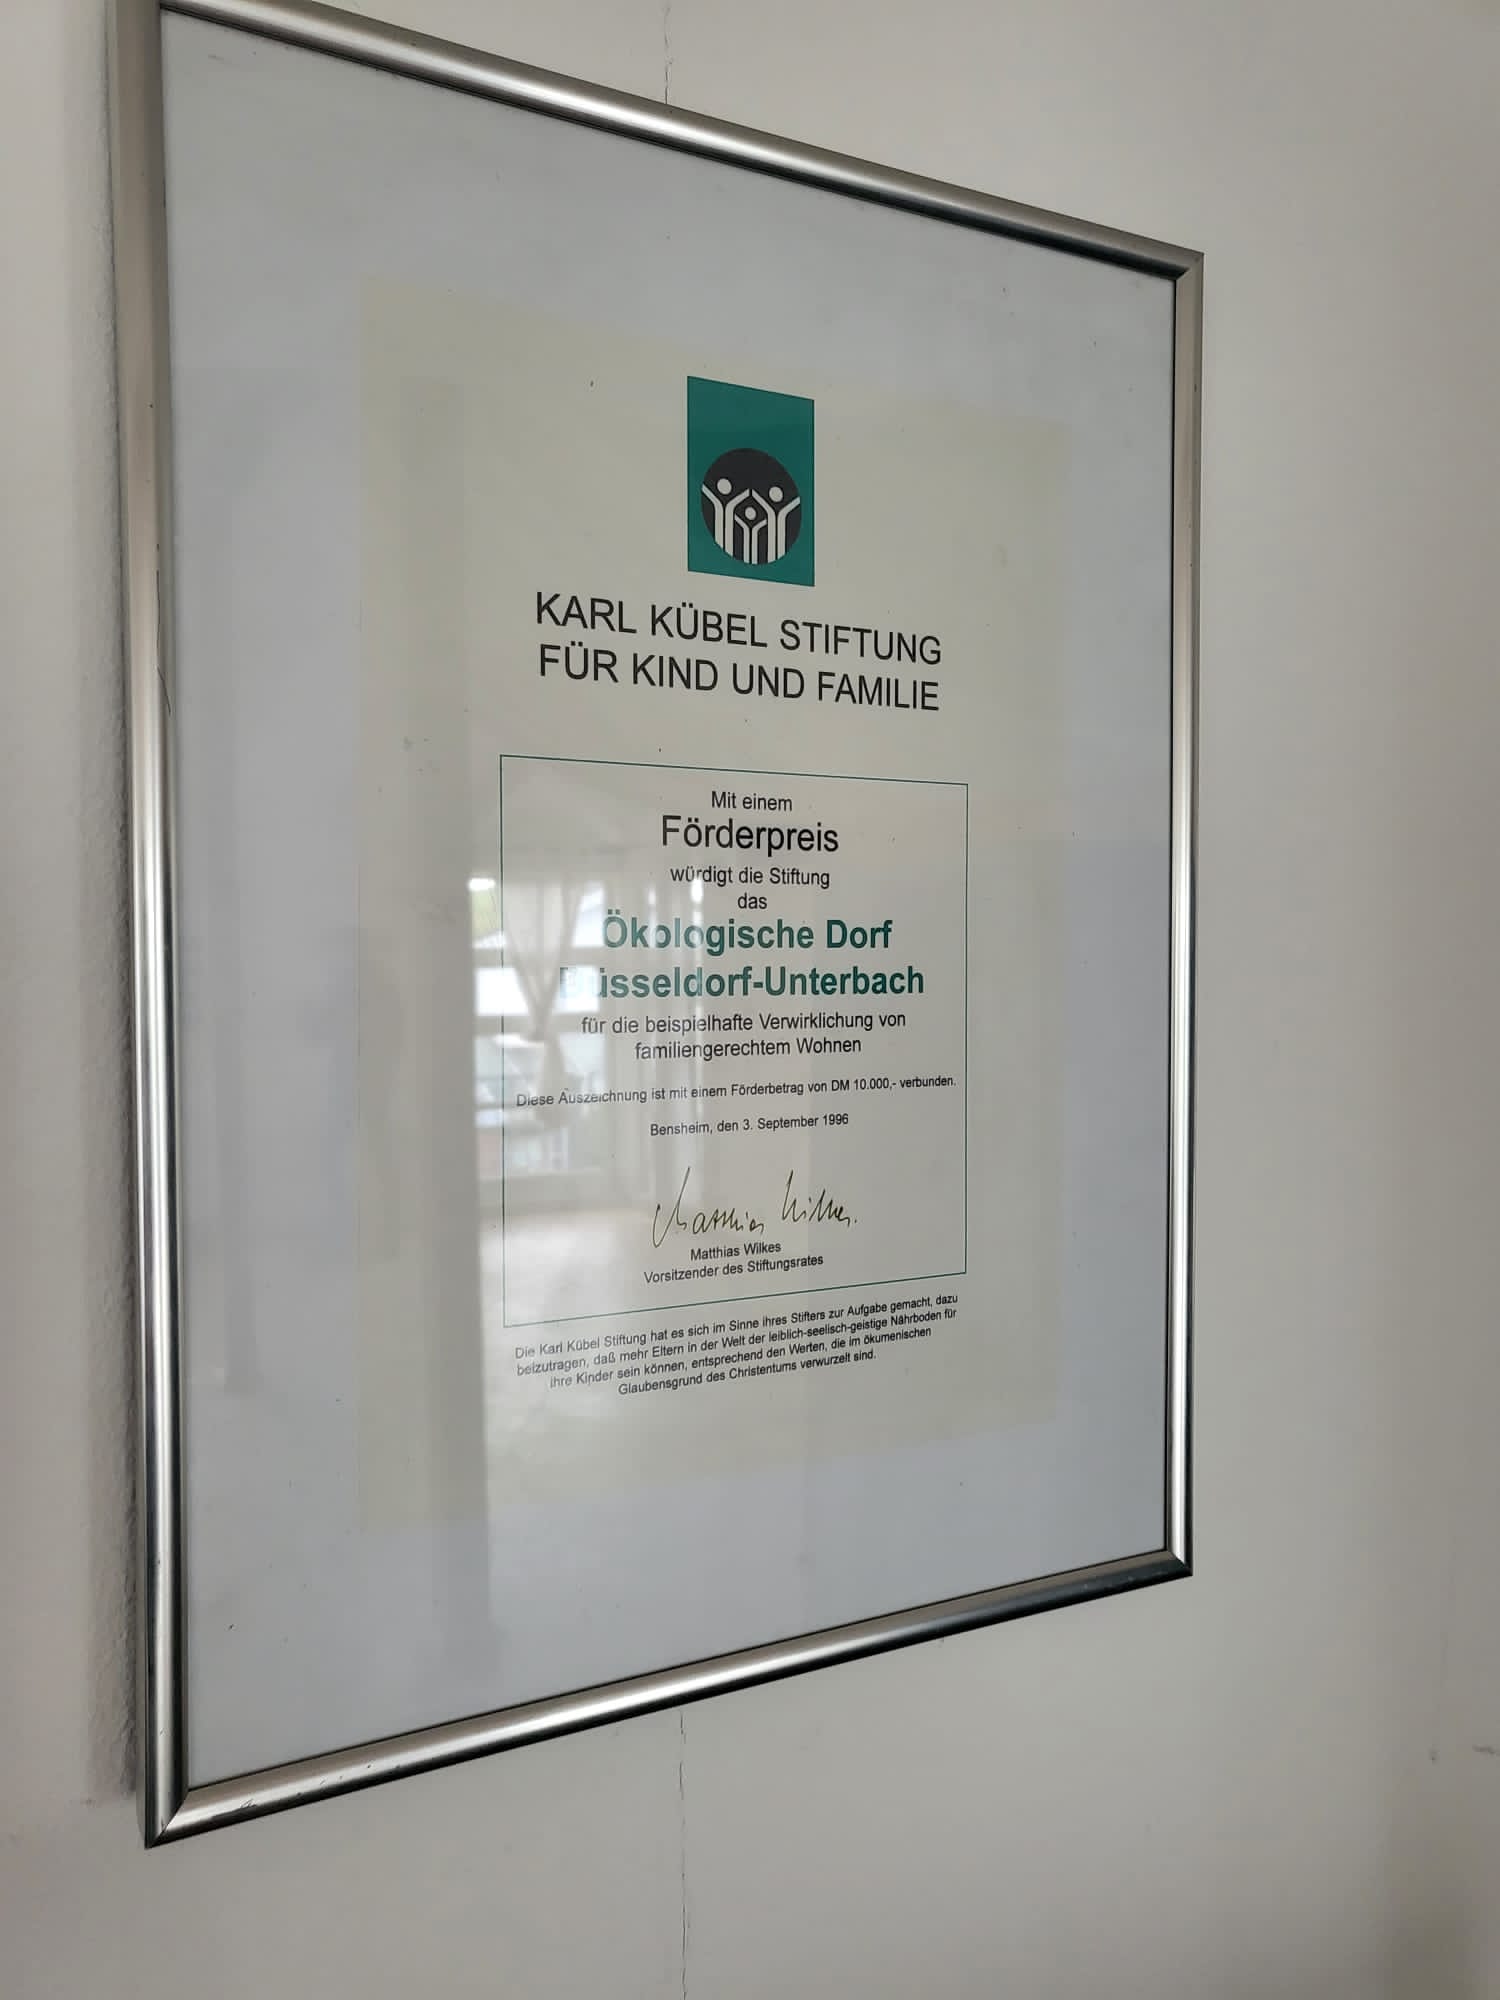 KARL KÜBEL STIFTUNG
FÜR KIND UND FAMILIE
Mit einem
Förderpreis
würdigt die Stiftung
das
Ökologische Dorf
Düsseldorf-Unterbach
für die beispielhafte Verwirklichung von
familiengerechtem Wohnen
Diese Auszeichnung ist mit einem Förderbetrag von DM 10.000,- verbunden.
Bensheim, den 3. September 1996
Matthias Wilkes
Matthias Wilkes
Vorsitzender des Stiftungsrates
Die Karl Kübel Stiftung hat es sich im Sinne ihres Stifters zur Aufgabe gemacht, dazu
beizutragen, daß mehr Eltern in der Welt der leiblich-seelisch-geistige Nährboden für
ihre Kinder sein können, entsprechend den Werten, die im ökumenischen
Glaubensgrund des Christentums verwurzelt sind.